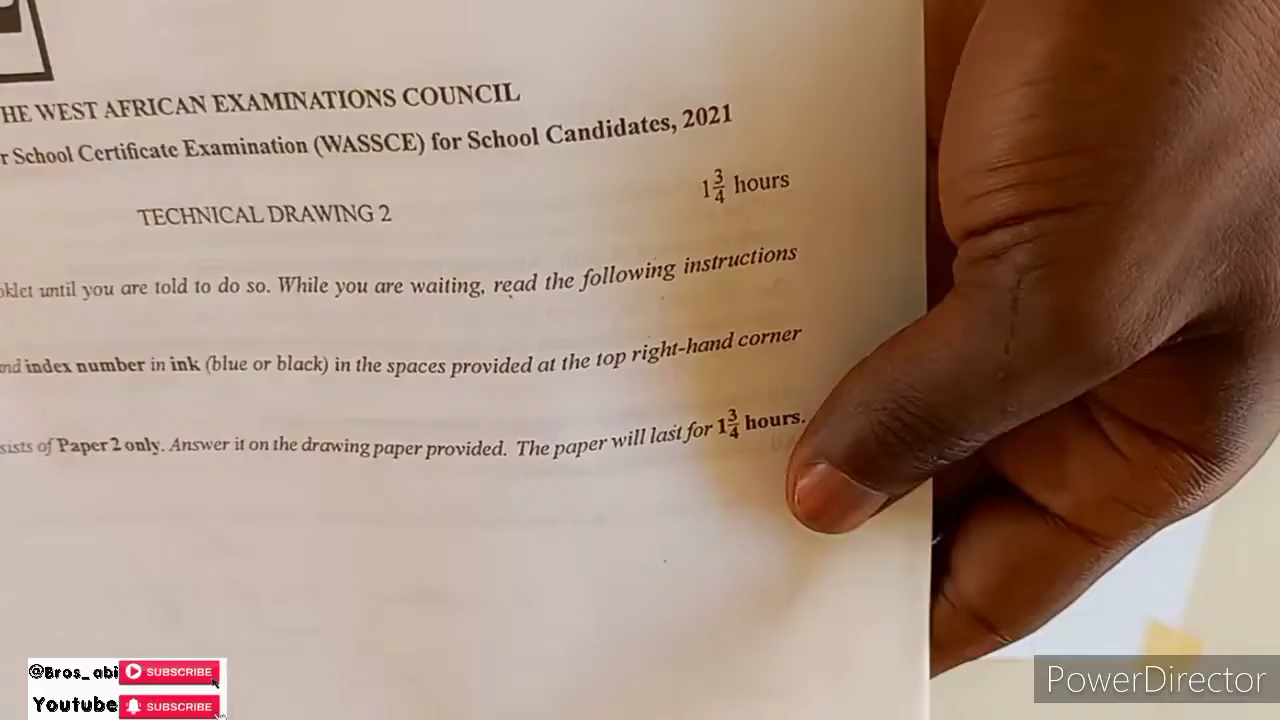 HE WEST AFRICAN EXAMINATIONS COUNCIL
r School Certificate Examination (WASSCE) for School Candidates, 2021
1 3/4 hours
TECHNICAL DRAWING 2
oklet until you are told to do so. While you are waiting, read the following instructions
nd index number in ink (blue or black) in the spaces provided at the top right-hand corner
sists of Paper 2 only. Answer it on the drawing paper provided. The paper will last for 1 3/4 hours.
@Bros_abi SUBSCRIBE
Youtube SUBSCRIBE
PowerDirector